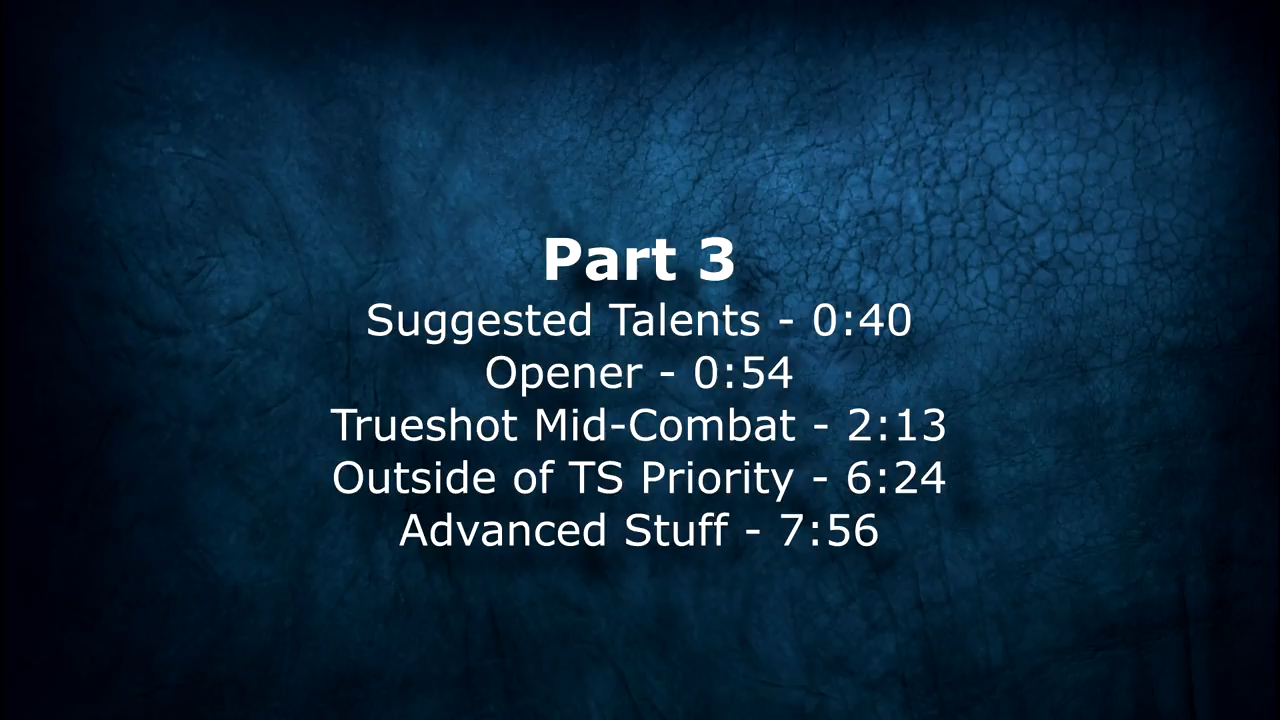 Part 3
Suggested Talents - 0:40
Opener - 0:54
Trueshot Mid-Combat - 2:13
Outside of TS Priority - 6:24
Advanced Stuff - 7:56